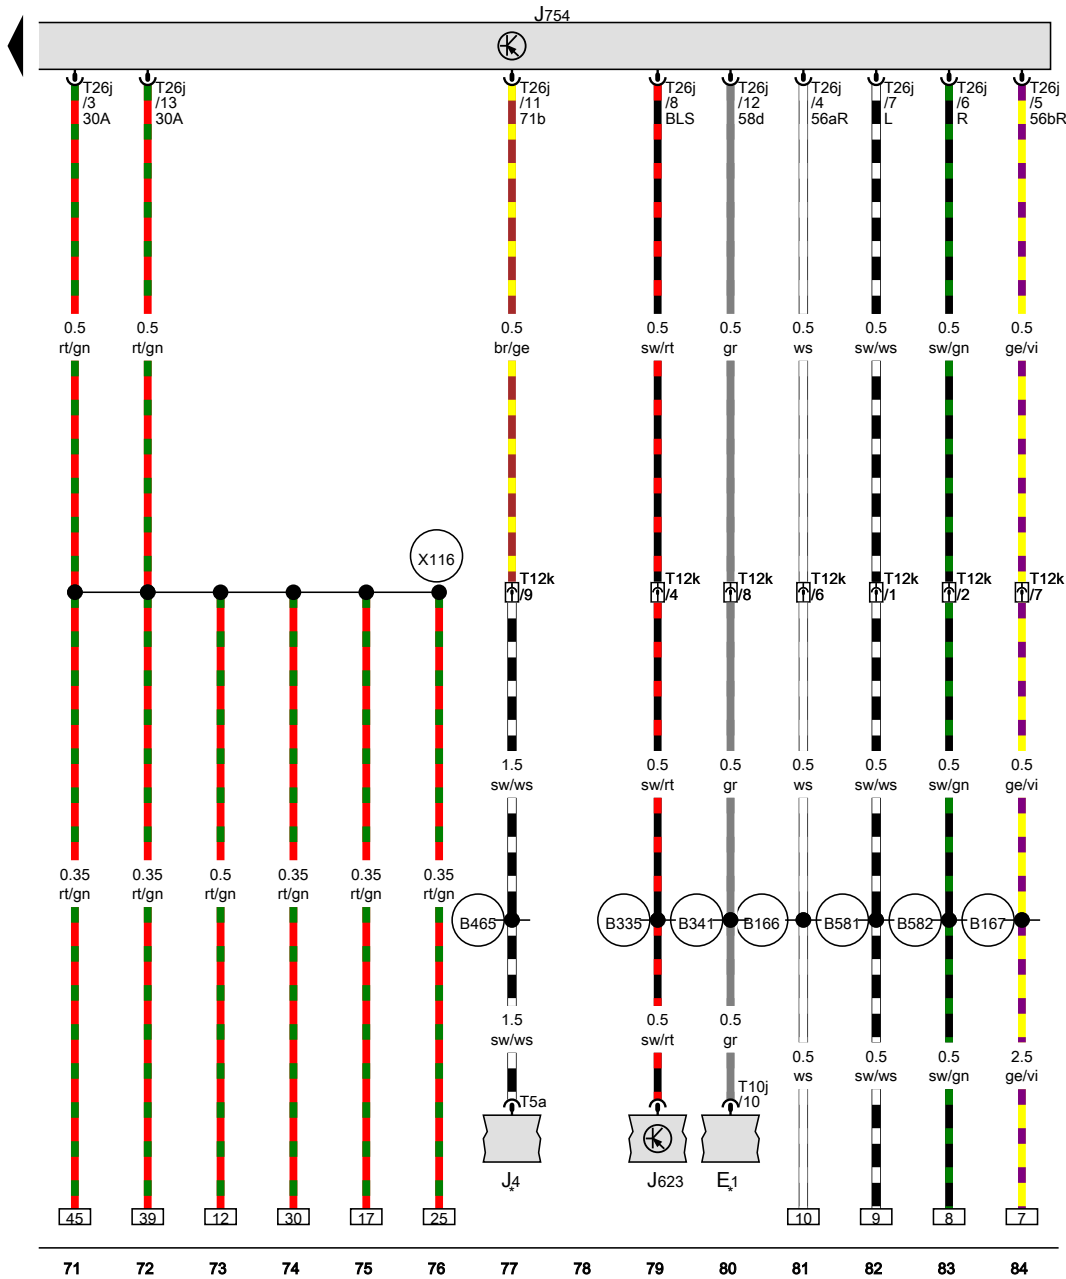 J754
T26j T26j T26j T26j T26j T26j T26j T26j T26j
/3 /13 /11 /8 /12 /4 /7 /6 /5
30A 30A 71b BLS 58d 56aR L R 56bR
0.5 0.5 0.5 0.5 0.5 0.5 0.5 0.5 0.5
rt/gn rt/gn br/ge sw/rt gr ws sw/ws sw/gn ge/vi
X116
T12k T12k T12k T12k T12k T12k T12k
/9 /4 /8 /6 /1 /2 /7
1.5 0.5 0.5 0.5 0.5 0.5 0.5
sw/ws sw/rt gr ws sw/ws sw/gn ge/vi
0.35 0.35 0.5 0.35 0.35 0.35
rt/gn rt/gn rt/gn rt/gn rt/gn rt/gn
B465 B335 B341 B166 B581 B582 B167
1.5 0.5 0.5
sw/ws sw/rt gr
0.5 0.5 0.5 2.5
ws sw/ws sw/gn ge/vi
T10j
T5a /10
J4 J623 E1
* *
45 39 12 30 17 25 10 9 8 7
71 72 73 74 75 76 77 78 79 80 81 82 83 84